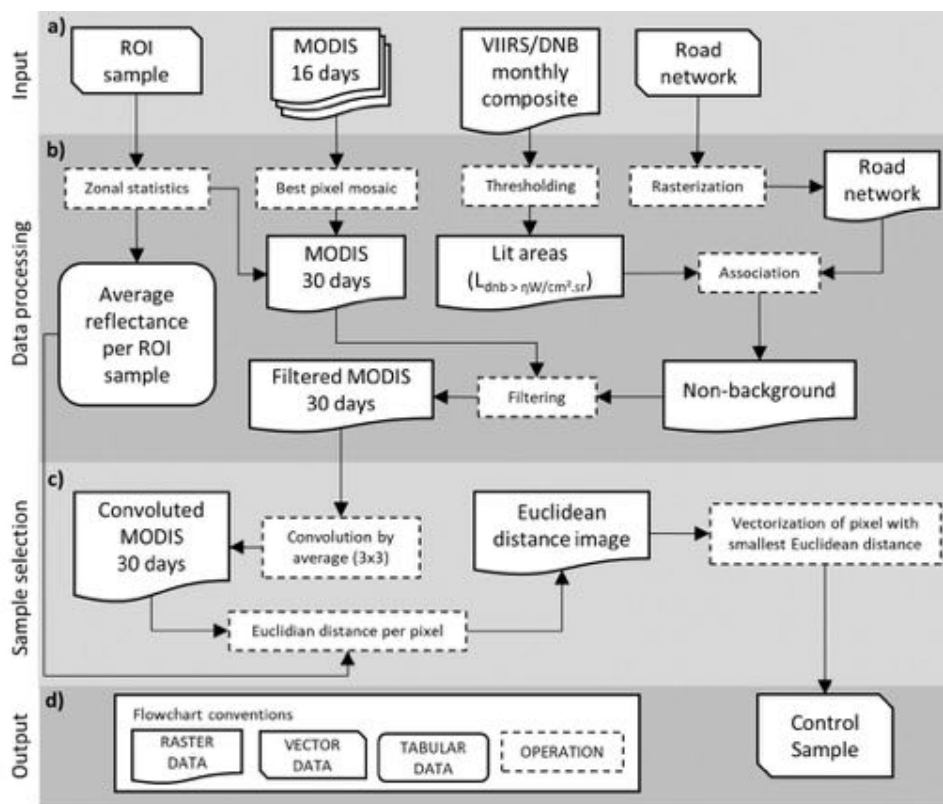 a)
Input
ROI
sample
MODIS
16 days
VIIRS/DNB
monthly
composite
Road
network
b)
Data processing
Zonal statistics
Best pixel mosaic
Thresholding
Rasterization
Road
network
MODIS
30 days
Lit areas
(Ldnb > ηW/cm².sr)
Association
Average
reflectance
per ROI
sample
Filtered MODIS
30 days
Filtering
Non-background
c)
Sample selection
Convoluted
MODIS
30 days
Convolution by
average (3x3)
Euclidean
distance image
Vectorization of pixel with
smallest Euclidean distance
Euclidian distance per pixel
d)
Output
Flowchart conventions
RASTER
DATA
VECTOR
DATA
TABULAR
DATA
OPERATION
Control
Sample